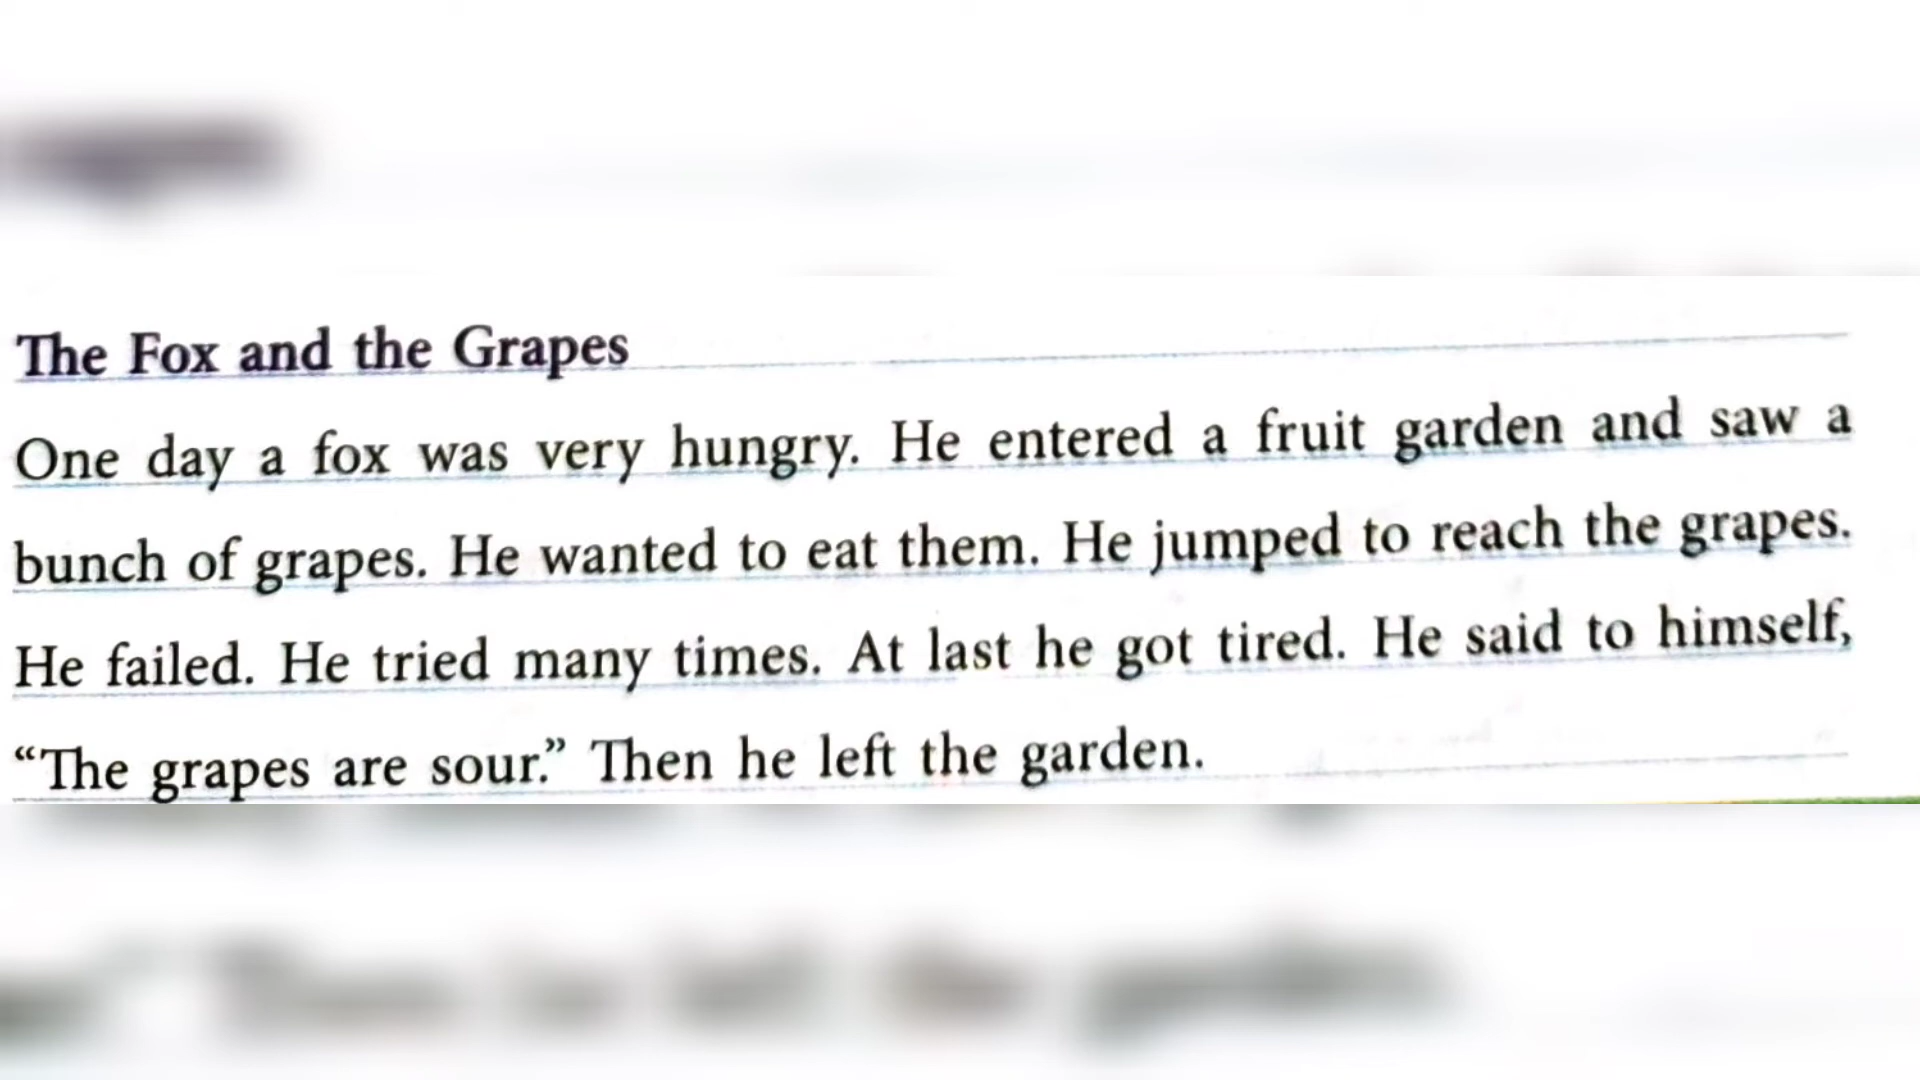 The Fox and the Grapes
One day a fox was very hungry. He entered a fruit garden and saw a
bunch of grapes. He wanted to eat them. He jumped to reach the grapes.
He failed. He tried many times. At last he got tired. He said to himself,
“The grapes are sour.” Then he left the garden.